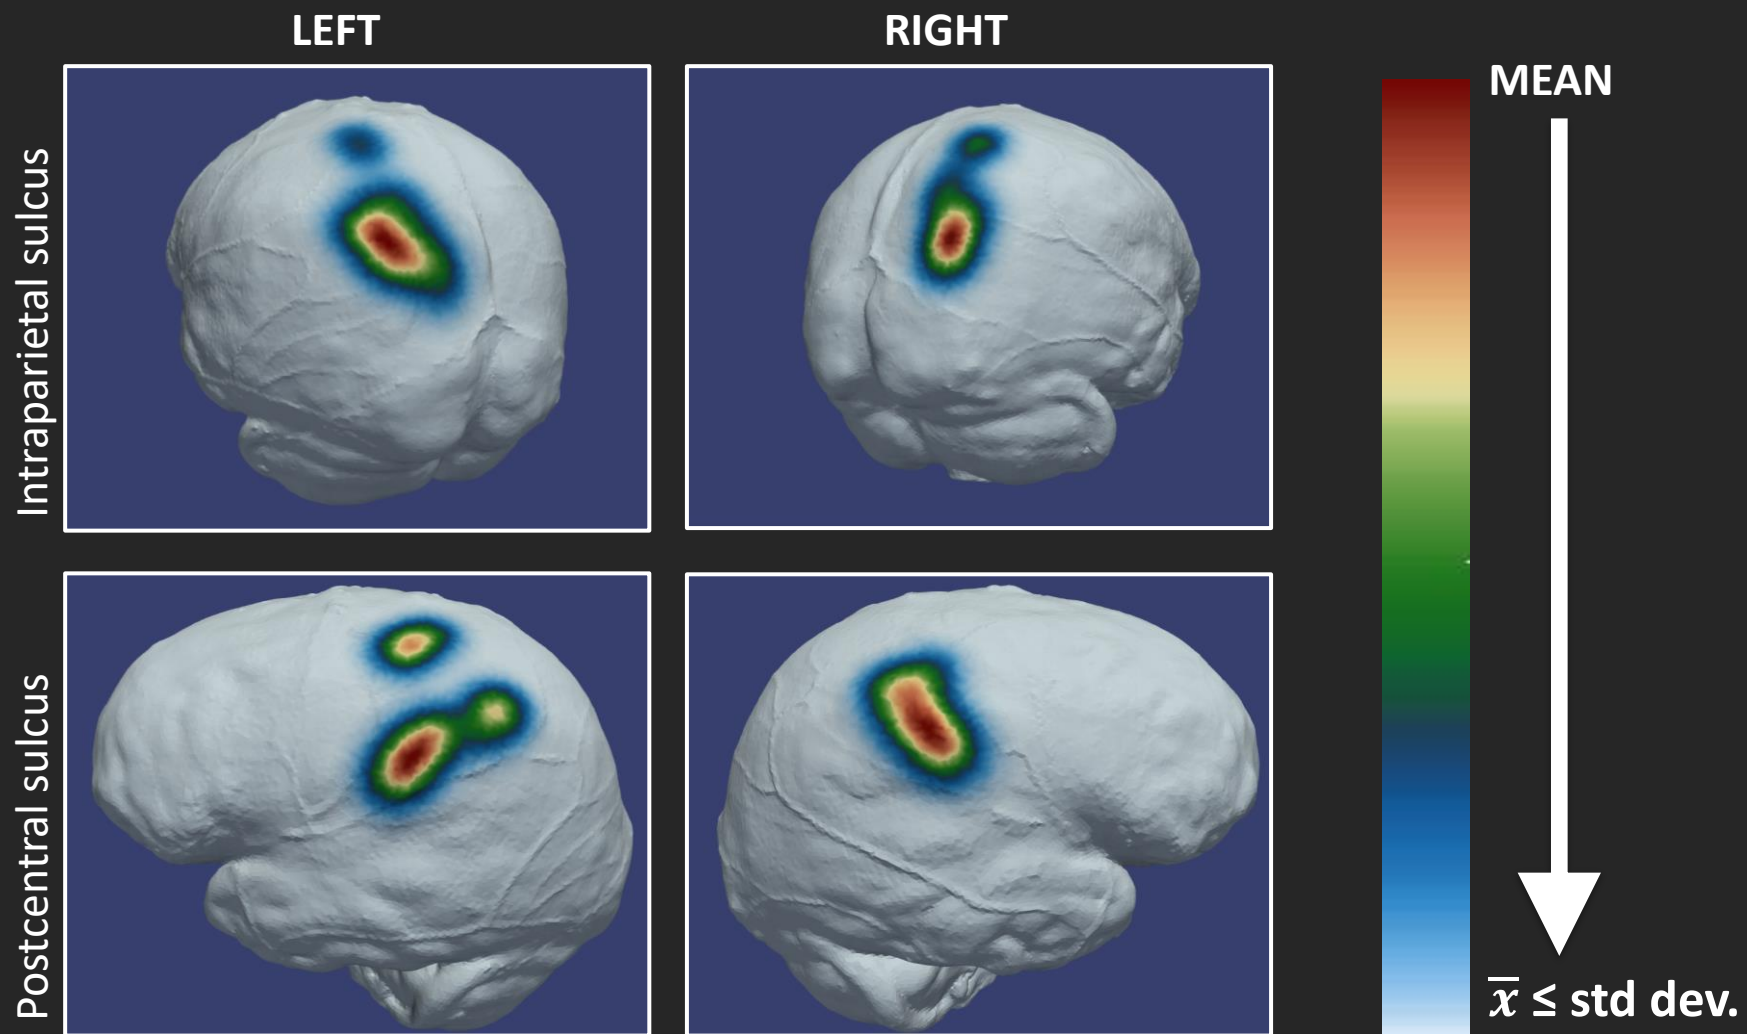 LEFT
RIGHT
MEAN
Intraparietal sulcus
Postcentral sulcus
x̅ ≤ std dev.